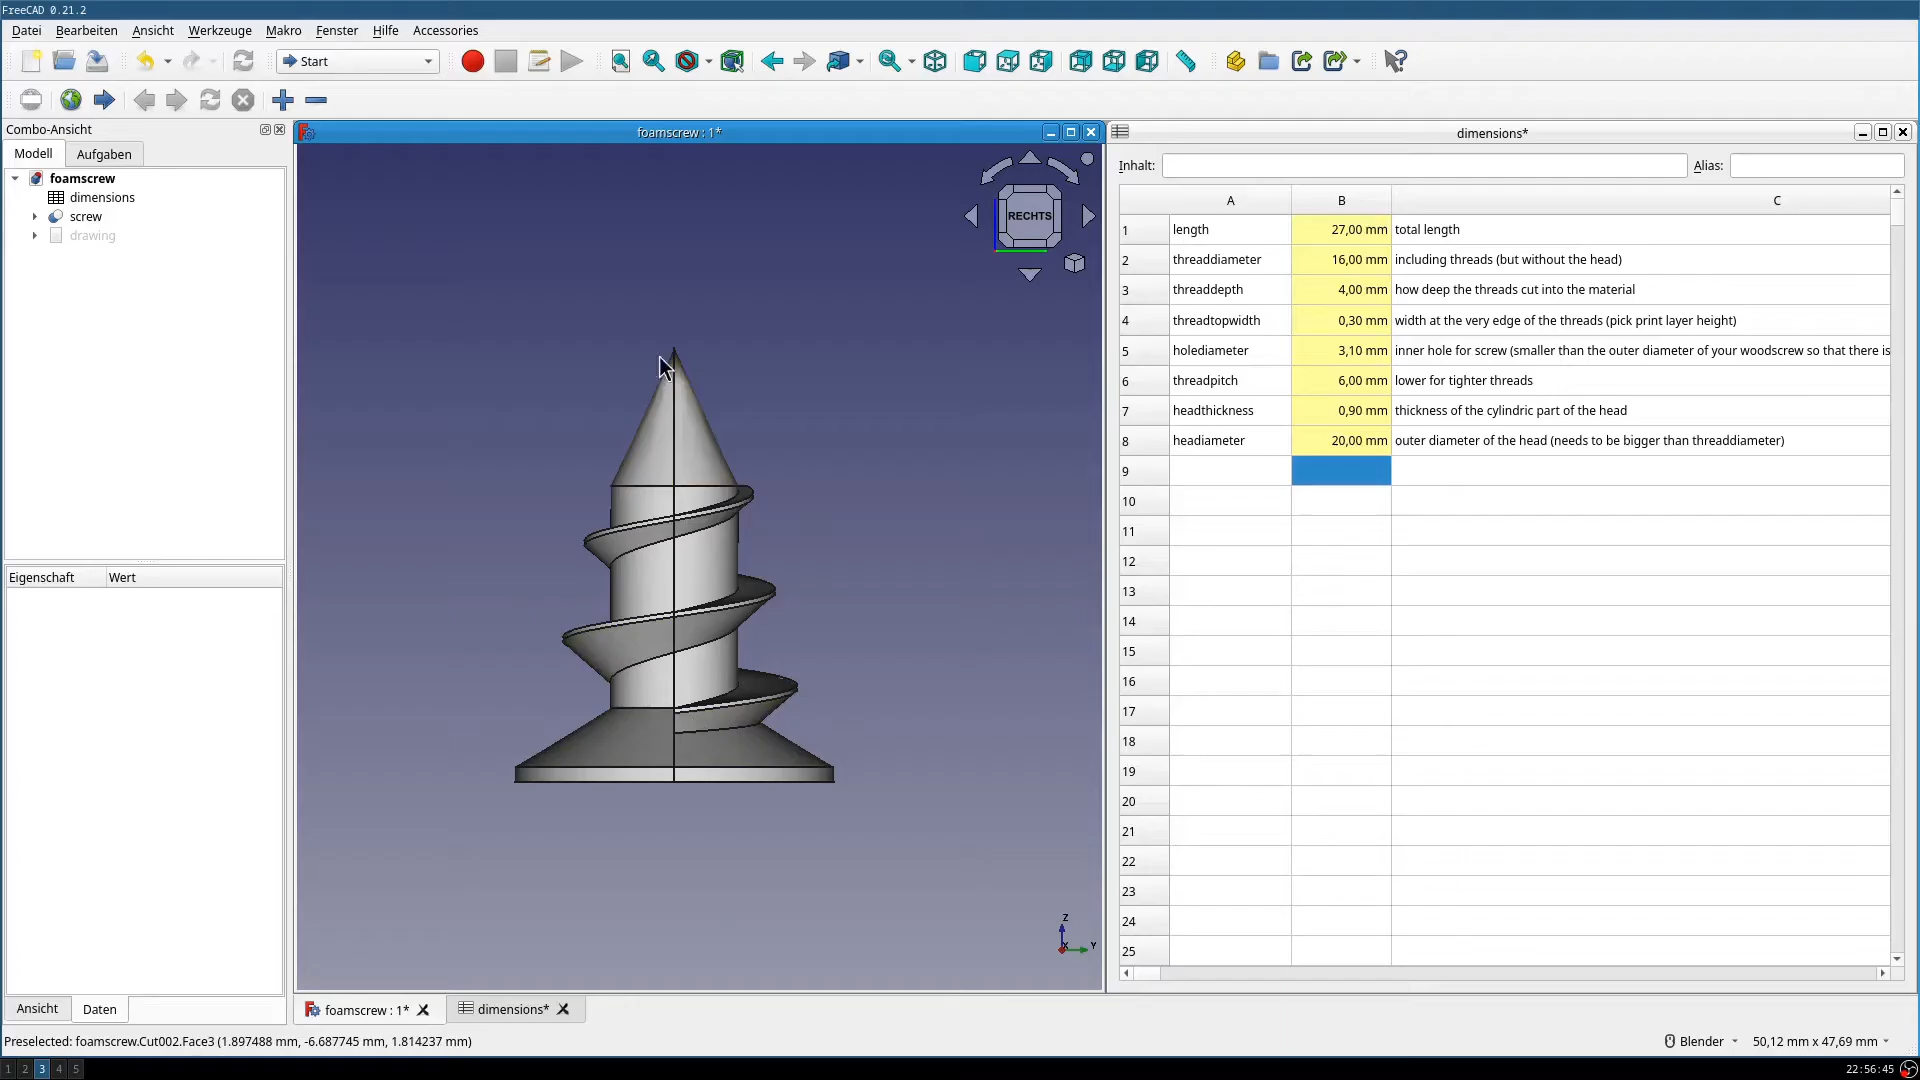 FreeCAD 0.21.2
Datei Bearbeiten Ansicht Werkzeuge Makro Fenster Hilfe Accessories
Start
Combo-Ansicht
Modell Aufgaben
foamscrew
dimensions
screw
drawing
Eigenschaft Wert
Ansicht Daten
foamscrew : 1*
RECHTS
Z
X Y
foamscrew : 1*
dimensions*
dimensions*
Inhalt: Alias:
A B C
1 length 27,00 mm total length
2 threaddiameter 16,00 mm including threads (but without the head)
3 threaddepth 4,00 mm how deep the threads cut into the material
4 threadtopwidth 0,30 mm width at the very edge of the threads (pick print layer height)
5 holediameter 3,10 mm inner hole for screw (smaller than the outer diameter of your woodscrew so that there is
6 threadpitch 6,00 mm lower for tighter threads
7 headthickness 0,90 mm thickness of the cylindric part of the head
8 headiameter 20,00 mm outer diameter of the head (needs to be bigger than threaddiameter)
9
10
11
12
13
14
15
16
17
18
19
20
21
22
23
24
25
Preselected: foamscrew.Cut002.Face3 (1.897488 mm, -6.687745 mm, 1.814237 mm)
Blender 50,12 mm x 47,69 mm
1 2 3 4 5
22:56:45